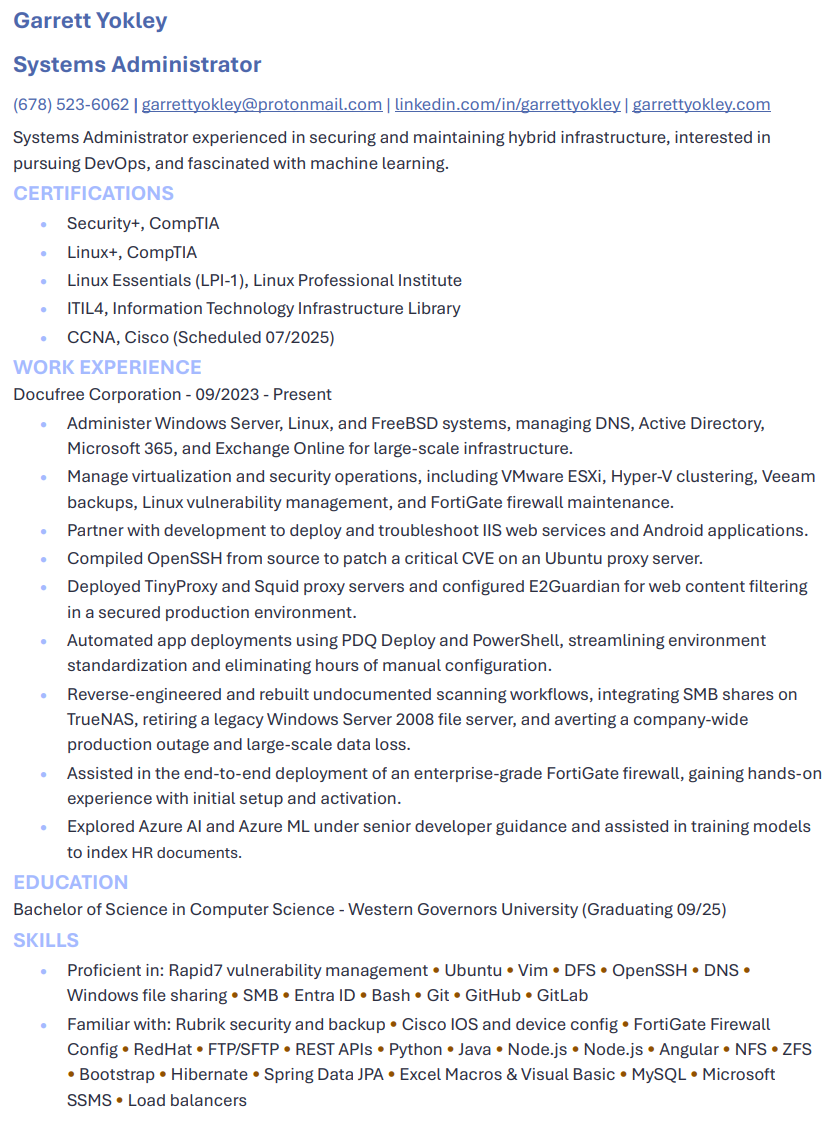 Garrett Yokley
Systems Administrator
(678) 523-6062 | garrettyokley@protonmail.com | linkedin.com/in/garrettyokley | garrettyokley.com
Systems Administrator experienced in securing and maintaining hybrid infrastructure, interested in
pursuing DevOps, and fascinated with machine learning.
CERTIFICATIONS
• Security+, CompTIA
• Linux+, CompTIA
• Linux Essentials (LPI-1), Linux Professional Institute
• ITIL4, Information Technology Infrastructure Library
• CCNA, Cisco (Scheduled 07/2025)
WORK EXPERIENCE
Docufree Corporation - 09/2023 - Present
• Administer Windows Server, Linux, and FreeBSD systems, managing DNS, Active Directory,
Microsoft 365, and Exchange Online for large-scale infrastructure.
• Manage virtualization and security operations, including VMware ESXi, Hyper-V clustering, Veeam
backups, Linux vulnerability management, and FortiGate firewall maintenance.
• Partner with development to deploy and troubleshoot IIS web services and Android applications.
• Compiled OpenSSH from source to patch a critical CVE on an Ubuntu proxy server.
• Deployed TinyProxy and Squid proxy servers and configured E2Guardian for web content filtering
in a secured production environment.
• Automated app deployments using PDQ Deploy and PowerShell, streamlining environment
standardization and eliminating hours of manual configuration.
• Reverse-engineered and rebuilt undocumented scanning workflows, integrating SMB shares on
TrueNAS, retiring a legacy Windows Server 2008 file server, and averting a company-wide
production outage and large-scale data loss.
• Assisted in the end-to-end deployment of an enterprise-grade FortiGate firewall, gaining hands-on
experience with initial setup and activation.
• Explored Azure AI and Azure ML under senior developer guidance and assisted in training models
to index HR documents.
EDUCATION
Bachelor of Science in Computer Science - Western Governors University (Graduating 09/25)
SKILLS
• Proficient in: Rapid7 vulnerability management • Ubuntu • Vim • DFS • OpenSSH • DNS •
Windows file sharing • SMB • Entra ID • Bash • Git • GitHub • GitLab
• Familiar with: Rubrik security and backup • Cisco IOS and device config • FortiGate Firewall
Config • RedHat • FTP/SFTP • REST APIs • Python • Java • Node.js • Node.js • Angular • NFS • ZFS
• Bootstrap • Hibernate • Spring Data JPA • Excel Macros & Visual Basic • MySQL • Microsoft
SSMS • Load balancers